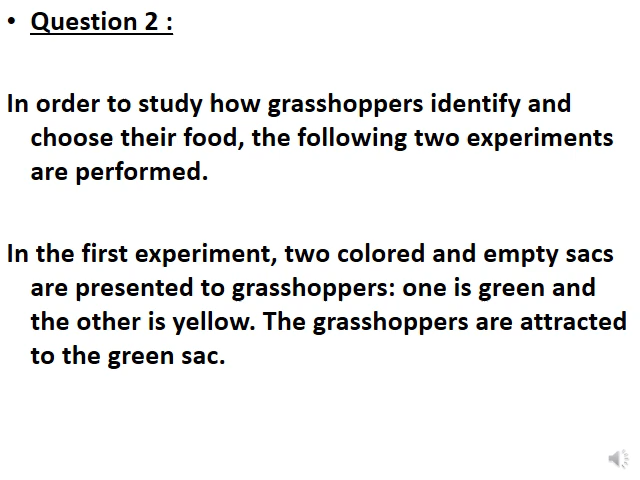 • Question 2 :
In order to study how grasshoppers identify and
choose their food, the following two experiments
are performed.
In the first experiment, two colored and empty sacs
are presented to grasshoppers: one is green and
the other is yellow. The grasshoppers are attracted
to the green sac.